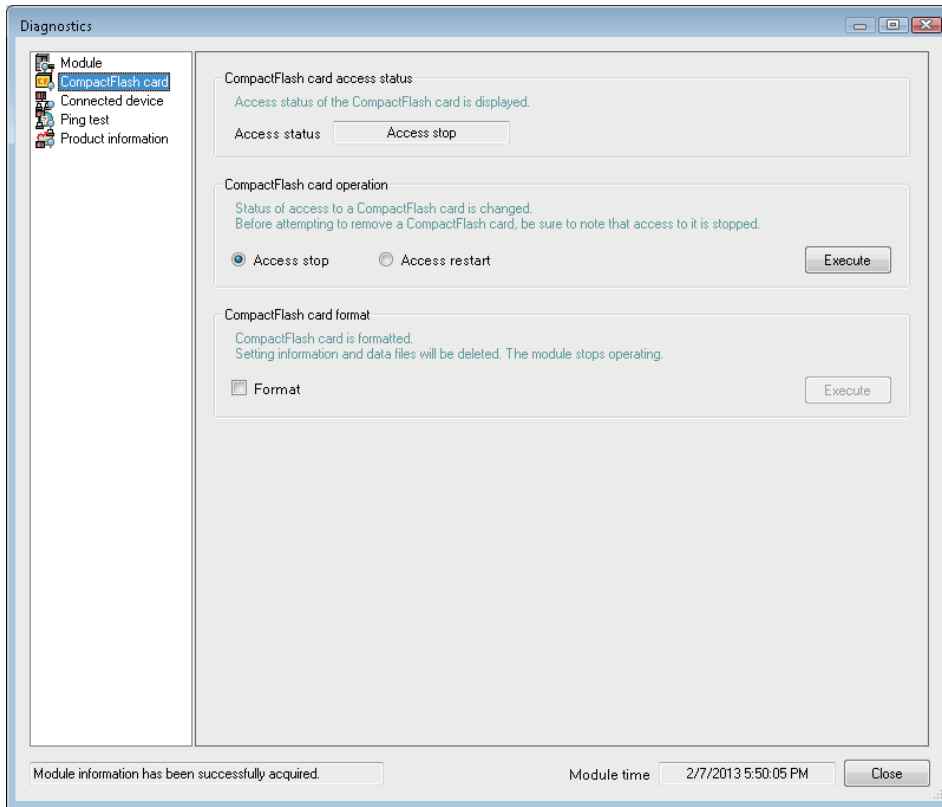 Diagnostics
Module
CompactFlash card
Connected device
Ping test
Product information
CompactFlash card access status
Access status of the CompactFlash card is displayed.
Access status Access stop
CompactFlash card operation
Status of access to a CompactFlash card is changed.
Before attempting to remove a CompactFlash card, be sure to note that access to it is stopped.
Access stop Access restart Execute
CompactFlash card format
CompactFlash card is formatted.
Setting information and data files will be deleted. The module stops operating.
Format Execute
Module information has been successfully acquired. Module time 2/7/2013 5:50:05 PM Close